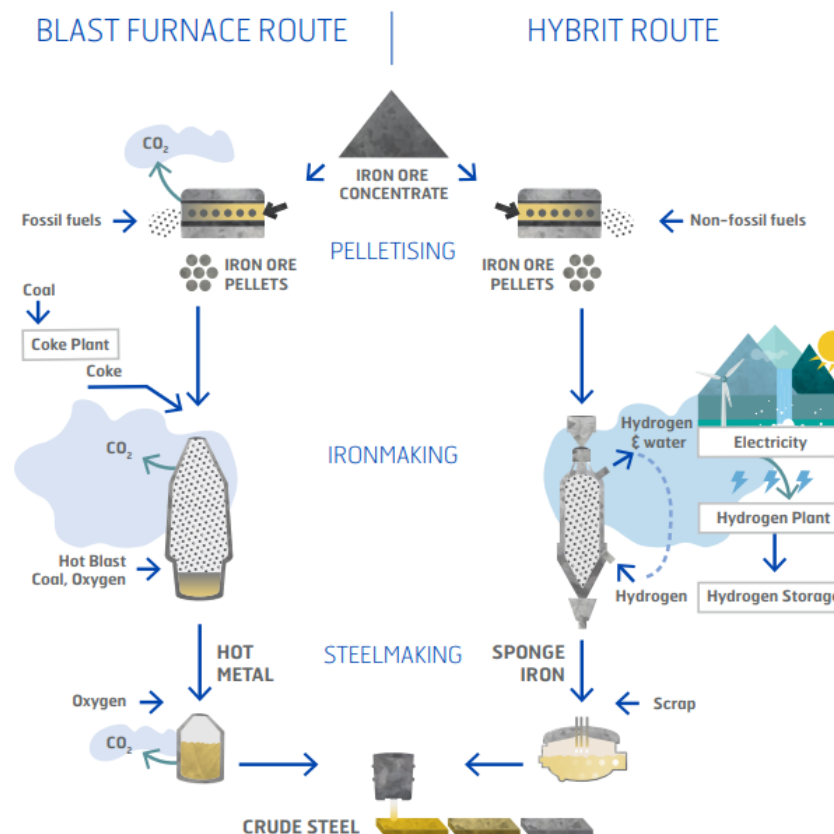 BLAST FURNACE ROUTE
HYBRIT ROUTE
CO2
IRON ORE
CONCENTRATE
Fossil fuels
Non-fossil fuels
PELLETISING
IRON ORE
PELLETS
IRON ORE
PELLETS
Coal
Coke Plant
Coke
CO2
IRONMAKING
Hydrogen
& water
Electricity
Hydrogen Plant
Hot Blast
Coal, Oxygen
Hydrogen
Hydrogen Storage
HOT
METAL
STEELMAKING
SPONGE
IRON
Oxygen
Scrap
CO2
CRUDE STEEL